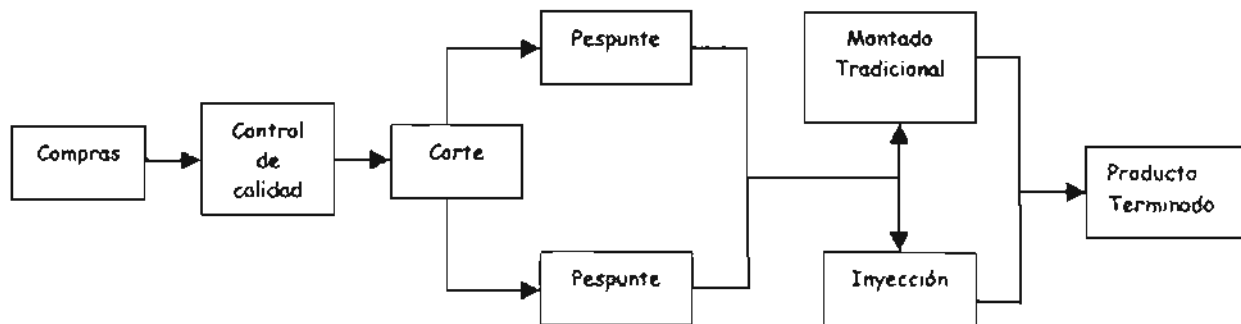 Compras
Control
de
calidad
Corte
Pespunte
Pespunte
Montado
Tradicional
Inyección
Producto
Terminado